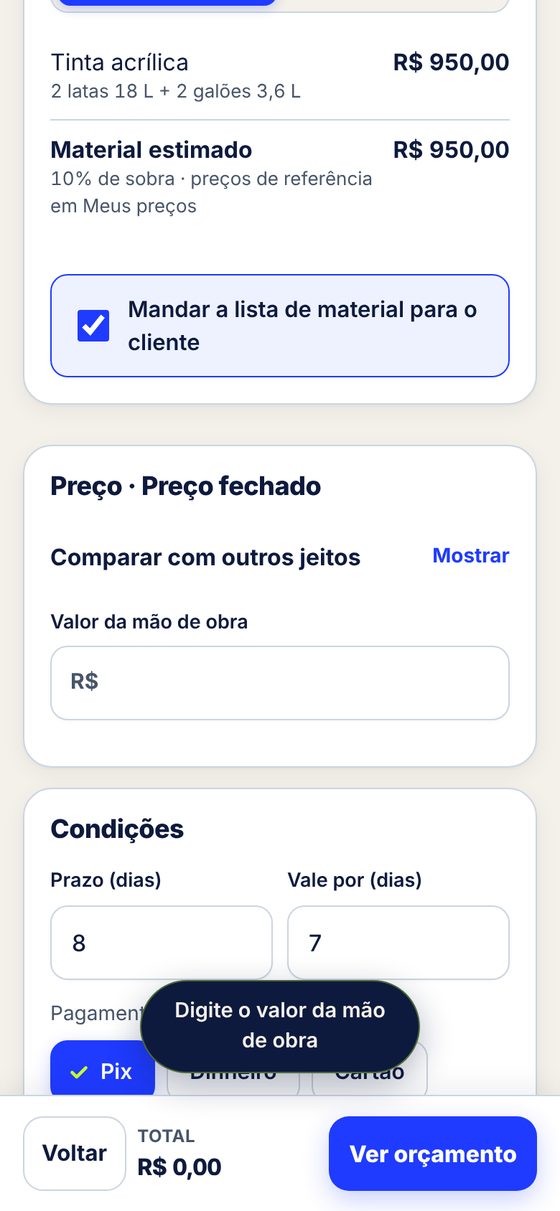 Tinta acrílica R$ 950,00
2 latas 18 L + 2 galões 3,6 L
Material estimado R$ 950,00
10% de sobra · preços de referência
em Meus preços
Mandar a lista de material para o
cliente
Preço · Preço fechado
Comparar com outros jeitos Mostrar
Valor da mão de obra
R$
Condições
Prazo (dias) Vale por (dias)
8 7
Pagament
Digite o valor da mão
de obra
Pix Dinheiro Cartão
Voltar
TOTAL
R$ 0,00
Ver orçamento